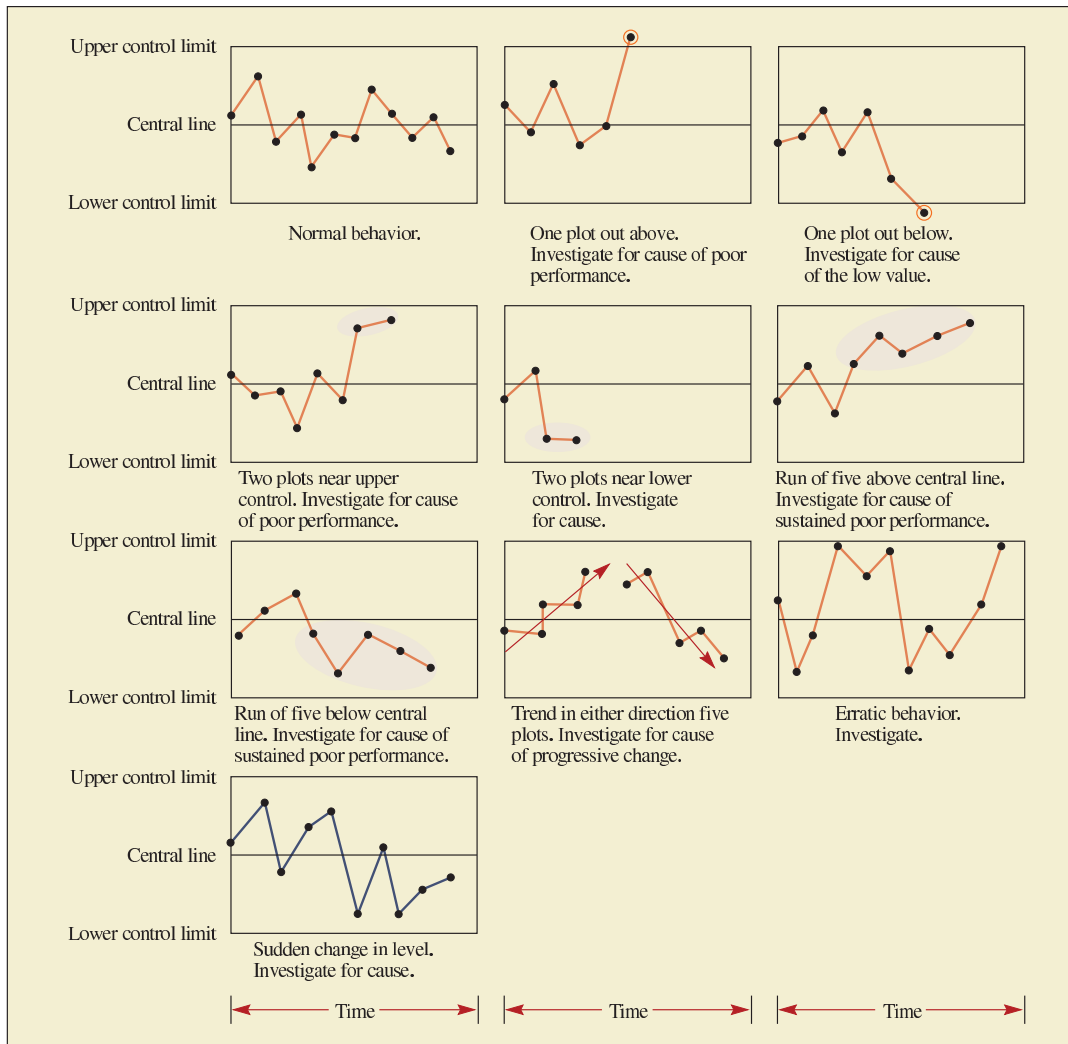 Upper control limit
Central line
Lower control limit
Normal behavior.
One plot out above.
Investigate for cause of poor
performance.
One plot out below.
Investigate for cause
of the low value.
Upper control limit
Central line
Lower control limit
Two plots near upper
control. Investigate for cause
of poor performance.
Two plots near lower
control. Investigate
for cause.
Run of five above central line.
Investigate for cause of
sustained poor performance.
Upper control limit
Central line
Lower control limit
Run of five below central
line. Investigate for cause of
sustained poor performance.
Trend in either direction five
plots. Investigate for cause
of progressive change.
Erratic behavior.
Investigate.
Upper control limit
Central line
Lower control limit
Sudden change in level.
Investigate for cause.
Time
Time
Time